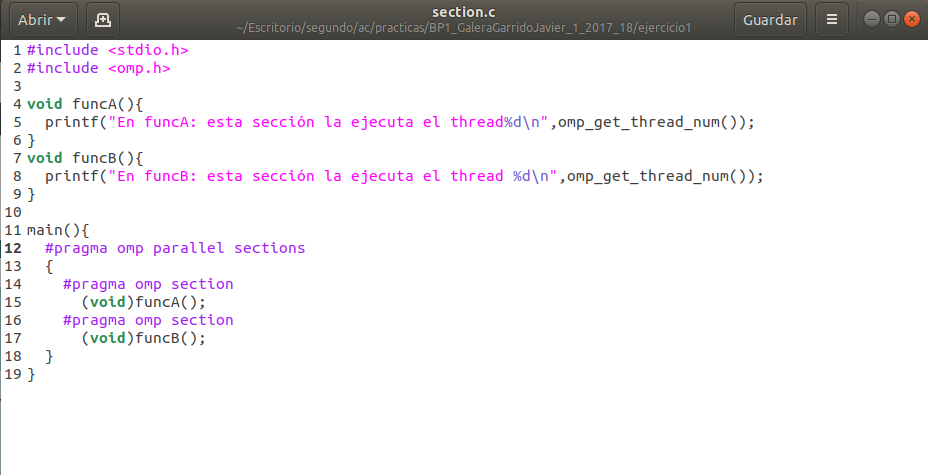 section.c
Abrir
~/Escritorio/segundo/ac/practicas/BP1_GaleraGarridoJavier_1_2017_18/ejercicio1
Guardar
1 #include <stdio.h>
2 #include <omp.h>
3
4 void funcA(){
5   printf("En funcA: esta sección la ejecuta el thread%d\n",omp_get_thread_num());
6 }
7 void funcB(){
8   printf("En funcB: esta sección la ejecuta el thread %d\n",omp_get_thread_num());
9 }
10
11 main(){
12   #pragma omp parallel sections
13   {
14     #pragma omp section
15       (void)funcA();
16     #pragma omp section
17       (void)funcB();
18   }
19 }